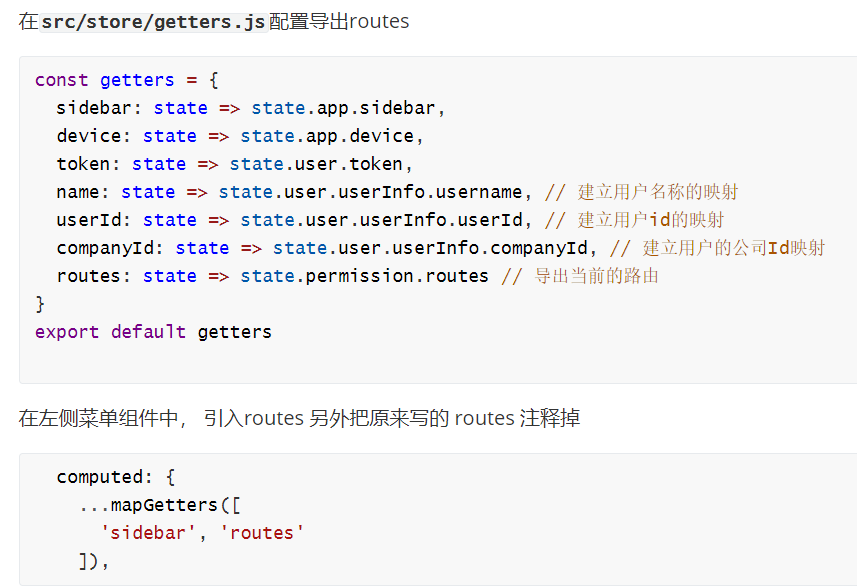 在src/store/getters.js配置导出routes
const getters = {
  sidebar: state => state.app.sidebar,
  device: state => state.app.device,
  token: state => state.user.token,
  name: state => state.user.userInfo.username, // 建立用户名称的映射
  userId: state => state.user.userInfo.userId, // 建立用户id的映射
  companyId: state => state.user.userInfo.companyId, // 建立用户的公司Id映射
  routes: state => state.permission.routes // 导出当前的路由
}
export default getters
在左侧菜单组件中， 引入routes 另外把原来写的 routes 注释掉
  computed: {
    ...mapGetters([
      'sidebar', 'routes'
    ]),